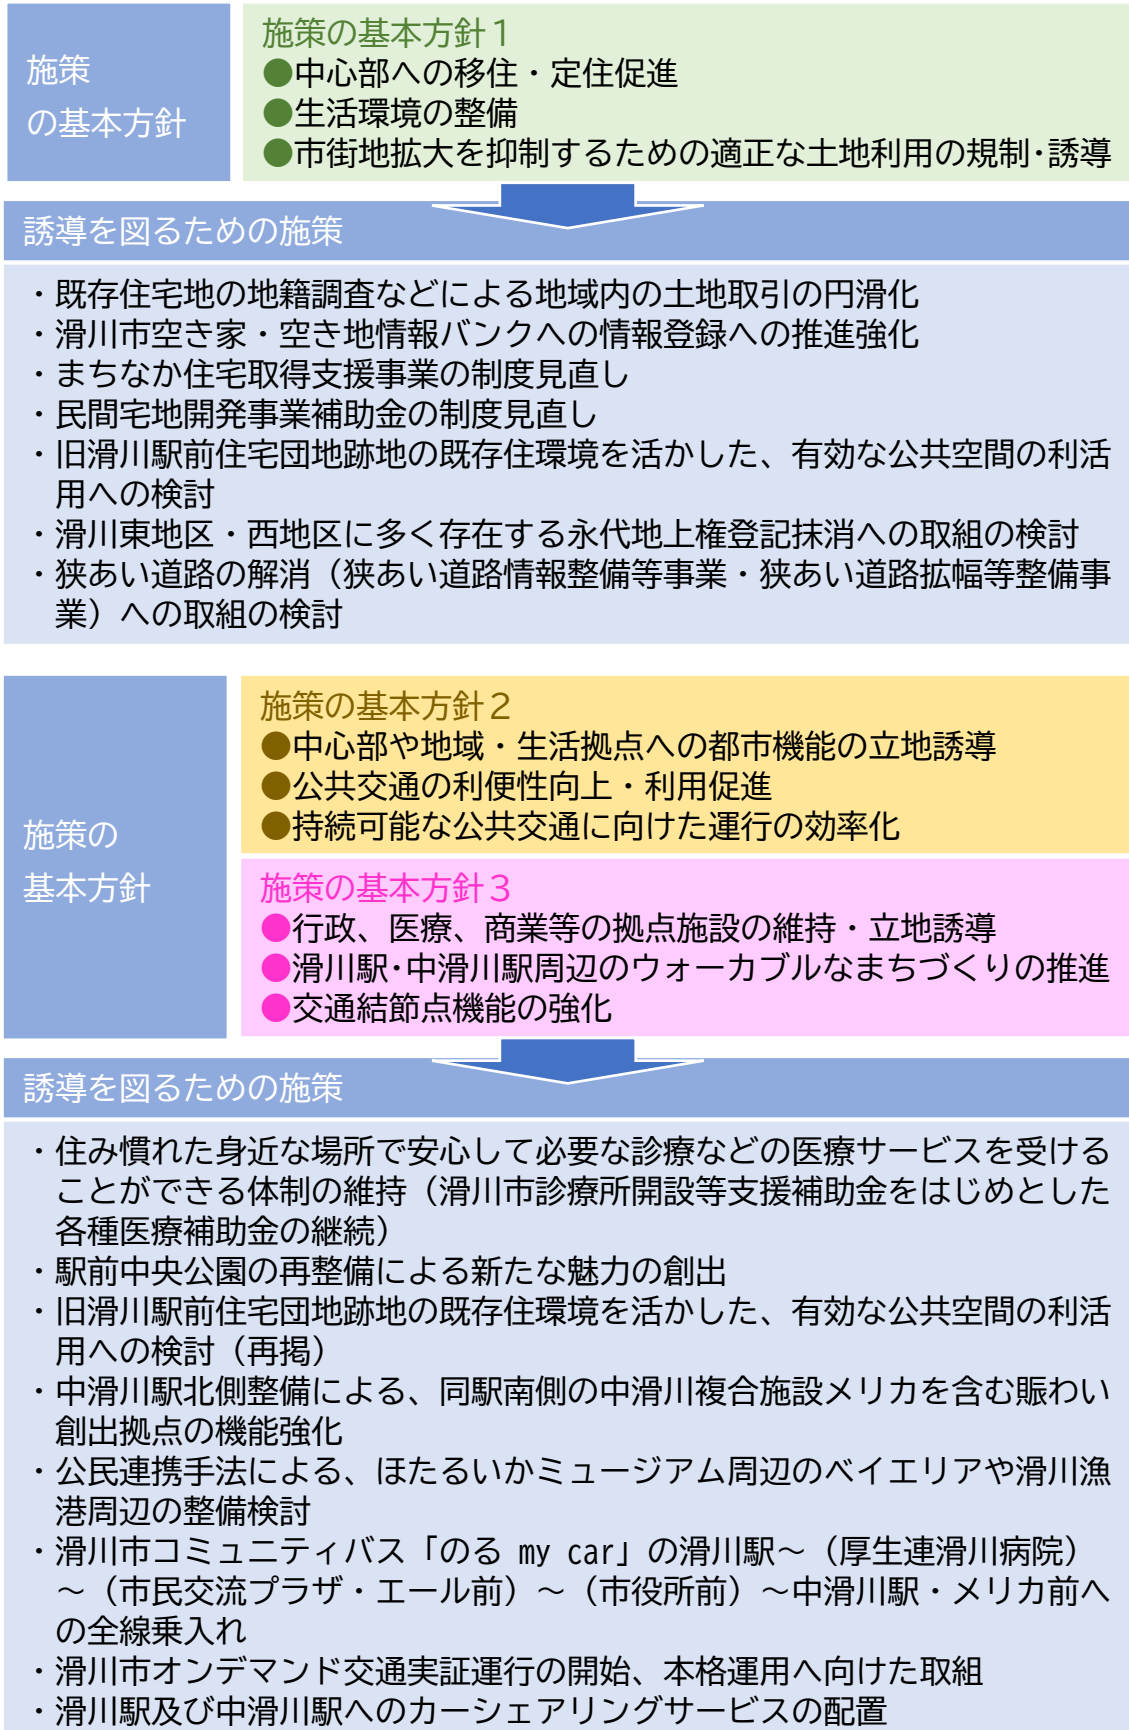 施策
の基本方針
施策の基本方針１
●中心部への移住・定住促進
●生活環境の整備
●市街地拡大を抑制するための適正な土地利用の規制･誘導
誘導を図るための施策
・既存住宅地の地籍調査などによる地域内の土地取引の円滑化
・滑川市空き家・空き地情報バンクへの情報登録への推進強化
・まちなか住宅取得支援事業の制度見直し
・民間宅地開発事業補助金の制度見直し
・旧滑川駅前住宅団地跡地の既存住環境を活かした、有効な公共空間の利活
用への検討
・滑川東地区・西地区に多く存在する永代地上権登記抹消への取組の検討
・狭あい道路の解消（狭あい道路情報整備等事業・狭あい道路拡幅等整備事
業）への取組の検討
施策の
基本方針
施策の基本方針２
●中心部や地域・生活拠点への都市機能の立地誘導
●公共交通の利便性向上・利用促進
●持続可能な公共交通に向けた運行の効率化
施策の基本方針３
●行政、医療、商業等の拠点施設の維持・立地誘導
●滑川駅･中滑川駅周辺のウォーカブルなまちづくりの推進
●交通結節点機能の強化
誘導を図るための施策
・住み慣れた身近な場所で安心して必要な診療などの医療サービスを受ける
ことができる体制の維持（滑川市診療所開設等支援補助金をはじめとした
各種医療補助金の継続）
・駅前中央公園の再整備による新たな魅力の創出
・旧滑川駅前住宅団地跡地の既存住環境を活かした、有効な公共空間の利活
用への検討（再掲）
・中滑川駅北側整備による、同駅南側の中滑川複合施設メリカを含む賑わい
創出拠点の機能強化
・公民連携手法による、ほたるいかミュージアム周辺のベイエリアや滑川漁
港周辺の整備検討
・滑川市コミュニティバス「のる my car」の滑川駅～（厚生連滑川病院）
～（市民交流プラザ・エール前）～（市役所前）～中滑川駅・メリカ前へ
の全線乗入れ
・滑川市オンデマンド交通実証運行の開始、本格運用へ向けた取組
・滑川駅及び中滑川駅へのカーシェアリングサービスの配置